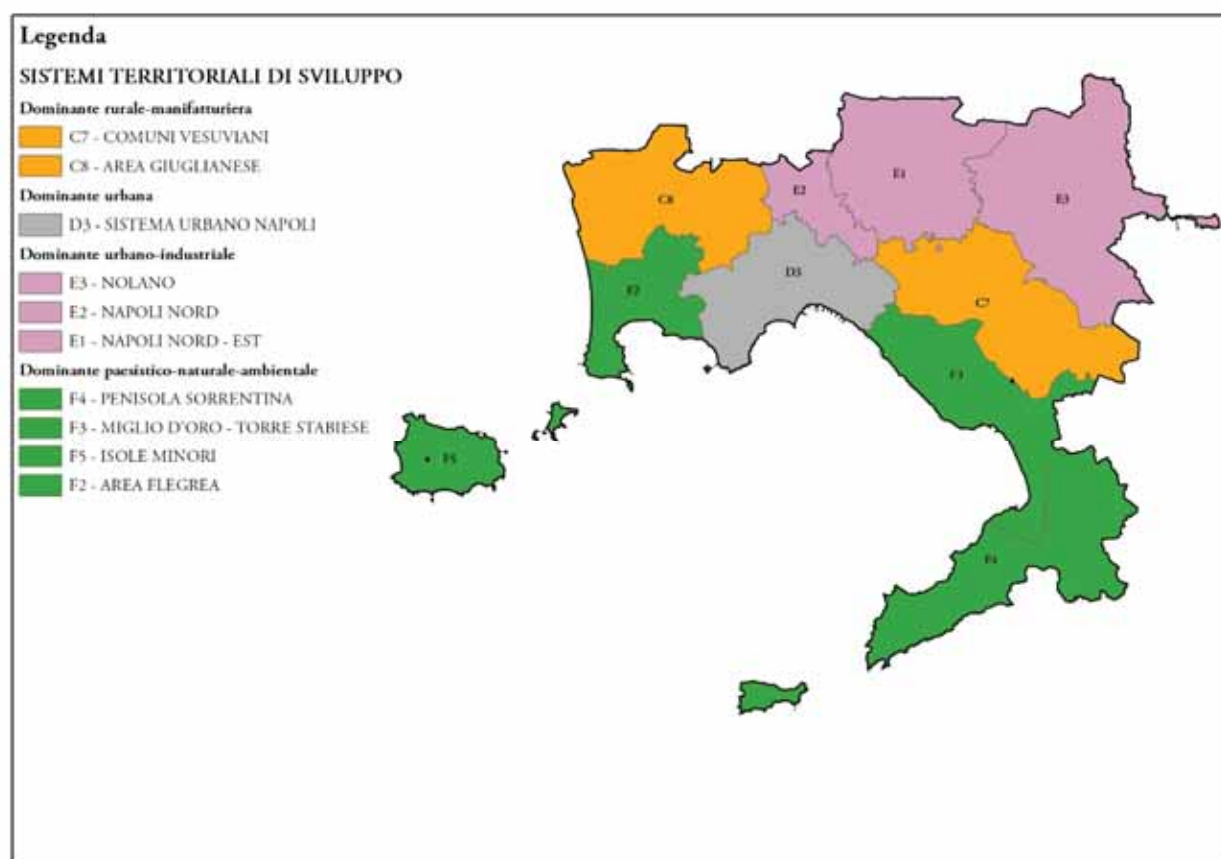 Legenda
SISTEMI TERRITORIALI DI SVILUPPO
Dominante rurale-manifatturiera
C7 - COMUNI VESUVIANI
C8 - AREA GIUGLIANESE
Dominante urbana
D3 - SISTEMA URBANO NAPOLI
Dominante urbano-industriale
E3 - NOLANO
E2 - NAPOLI NORD
E1 - NAPOLI NORD - EST
Dominante paesistico-naturale-ambientale
F4 - PENISOLA SORRENTINA
F3 - MIGLIO D'ORO - TORRE STABIESE
F5 - ISOLE MINORI
F2 - AREA FLEGREA
E1
E2
E3
C8
D3
F2
C7
F3
F5
F4